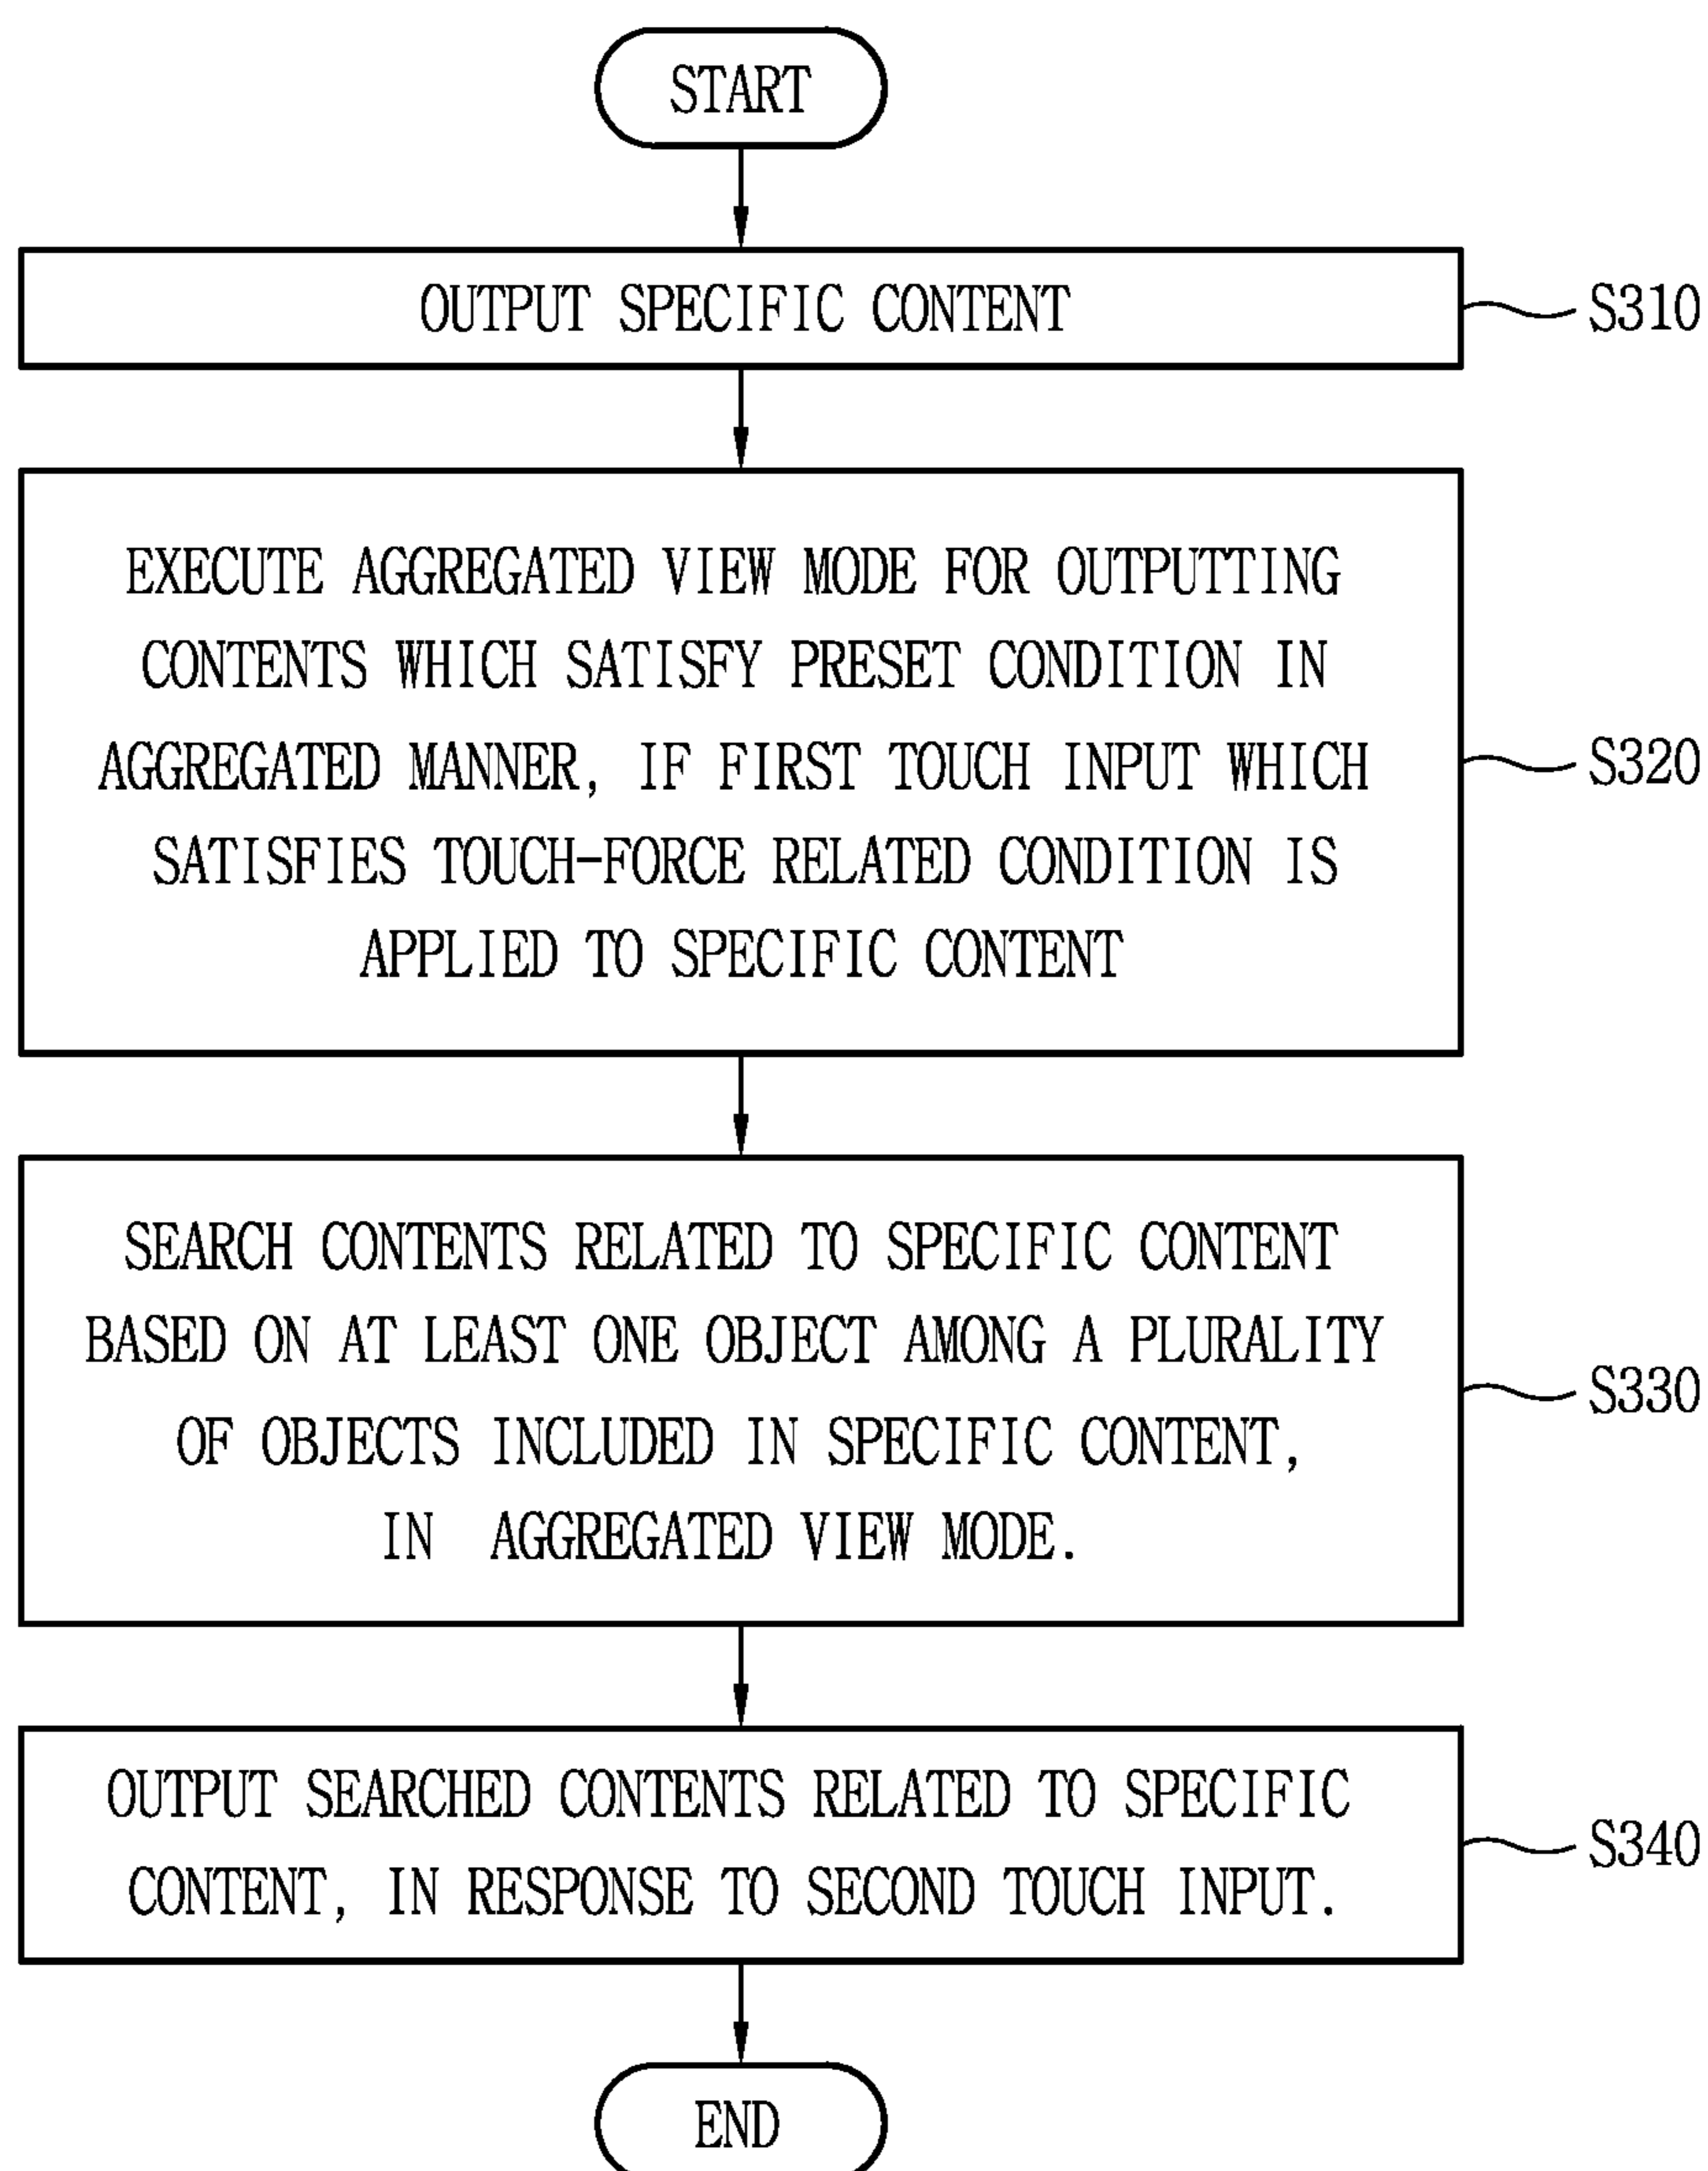 START
OUTPUT SPECIFIC CONTENT
S310
EXECUTE AGGREGATED VIEW MODE FOR OUTPUTTING
CONTENTS WHICH SATISFY PRESET CONDITION IN
AGGREGATED MANNER, IF FIRST TOUCH INPUT WHICH
SATISFIES TOUCH-FORCE RELATED CONDITION IS
APPLIED TO SPECIFIC CONTENT
S320
SEARCH CONTENTS RELATED TO SPECIFIC CONTENT
BASED ON AT LEAST ONE OBJECT AMONG A PLURALITY
OF OBJECTS INCLUDED IN SPECIFIC CONTENT,
IN AGGREGATED VIEW MODE.
S330
OUTPUT SEARCHED CONTENTS RELATED TO SPECIFIC
CONTENT, IN RESPONSE TO SECOND TOUCH INPUT.
S340
END